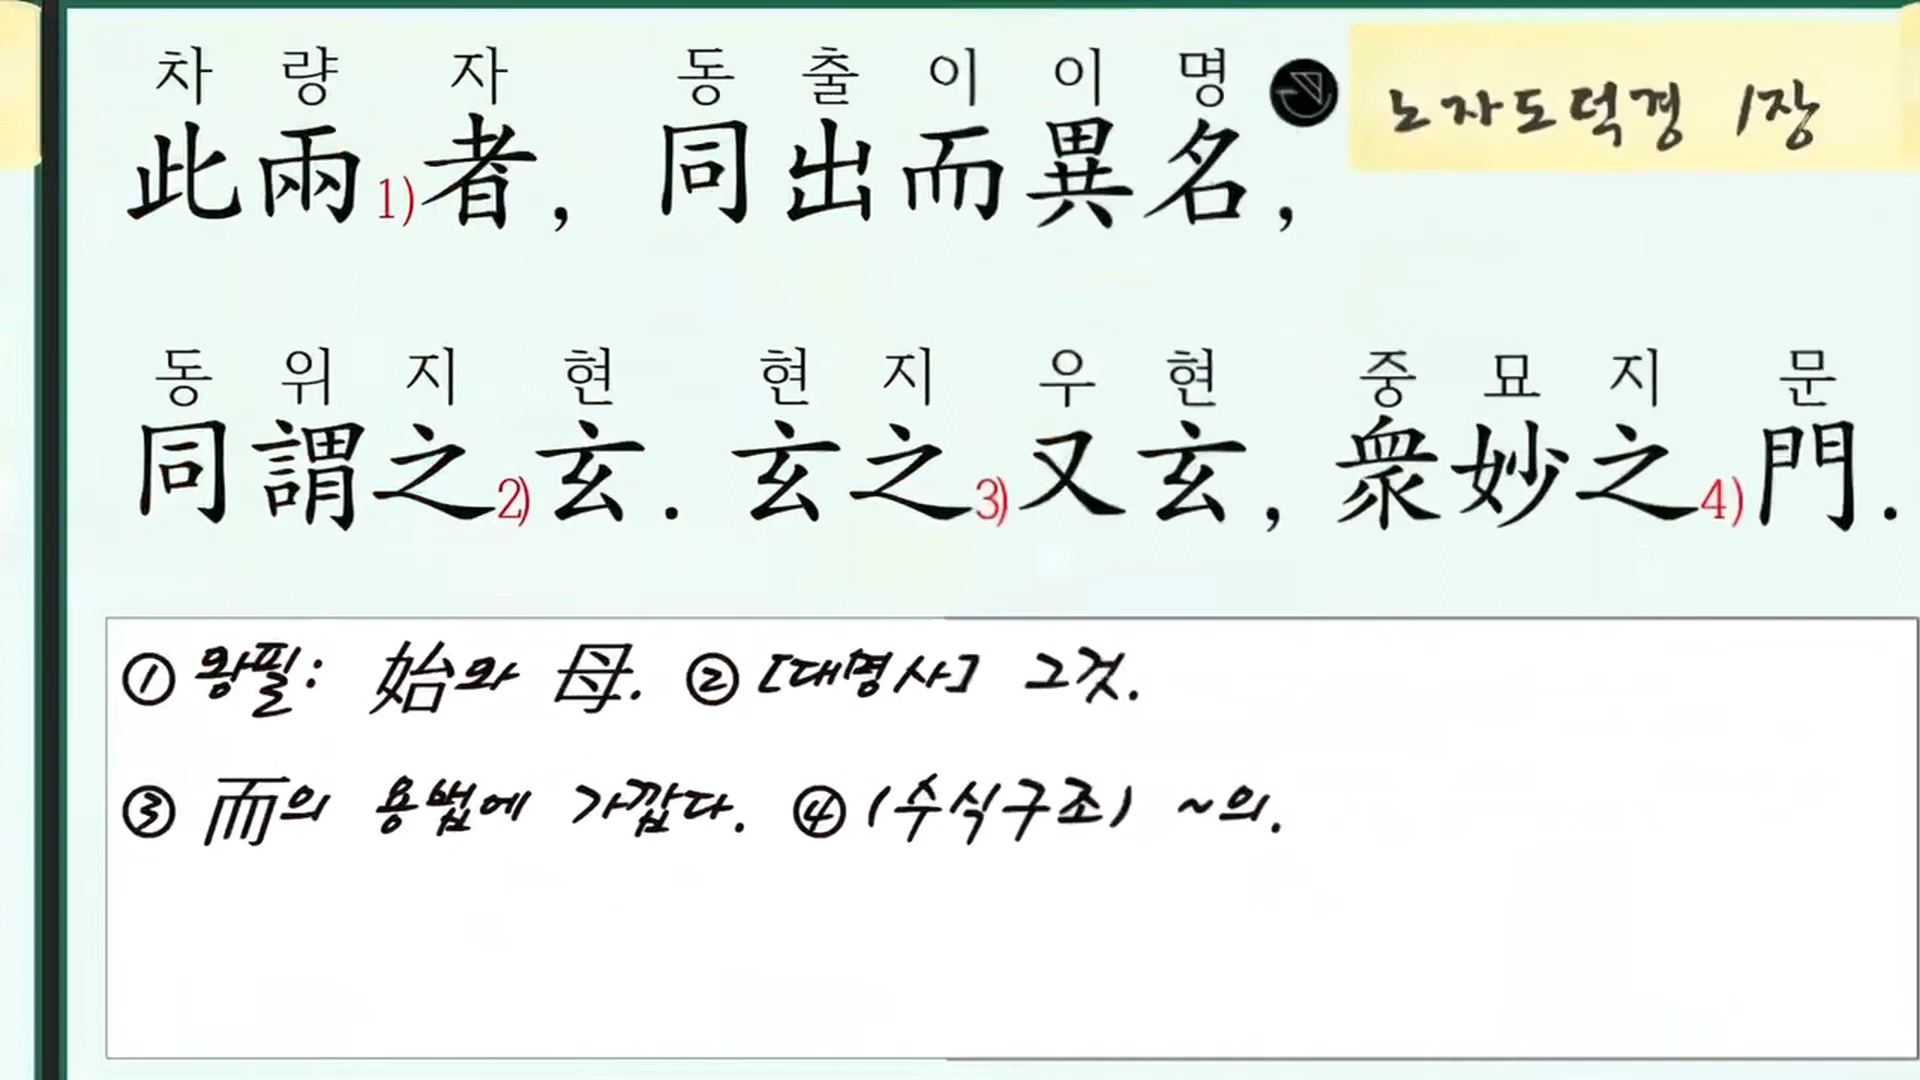 차 량 자 동 출 이 이 명
此兩1)者, 同出而異名,
노자도덕경 1장
동 위 지 현 현 지 우 현 중 묘 지 문
同謂之2)玄. 玄之3)又玄, 衆妙之4)門.
① 왕필: 始와 母. ② [대명사] 그것.
③ 而의 용법에 가깝다. ④ (수식구조) ~의.